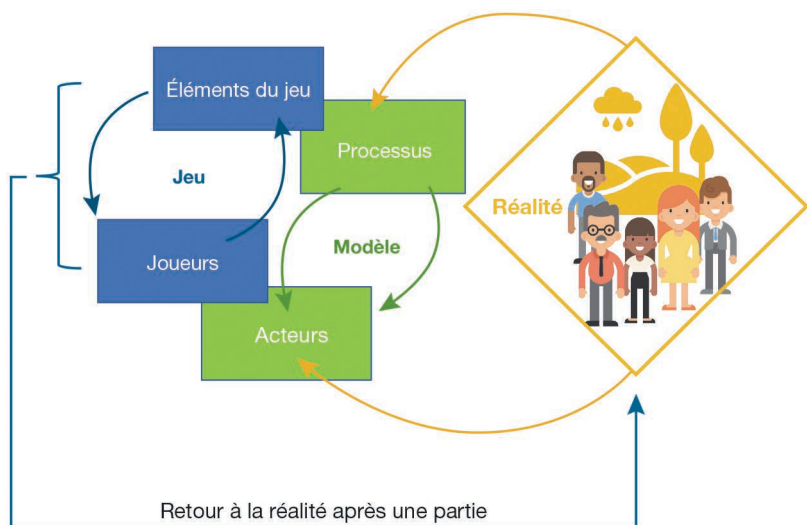 Éléments du jeu
Processus
Jeu
Réalité
Modèle
Joueurs
Acteurs
Retour à la réalité après une partie